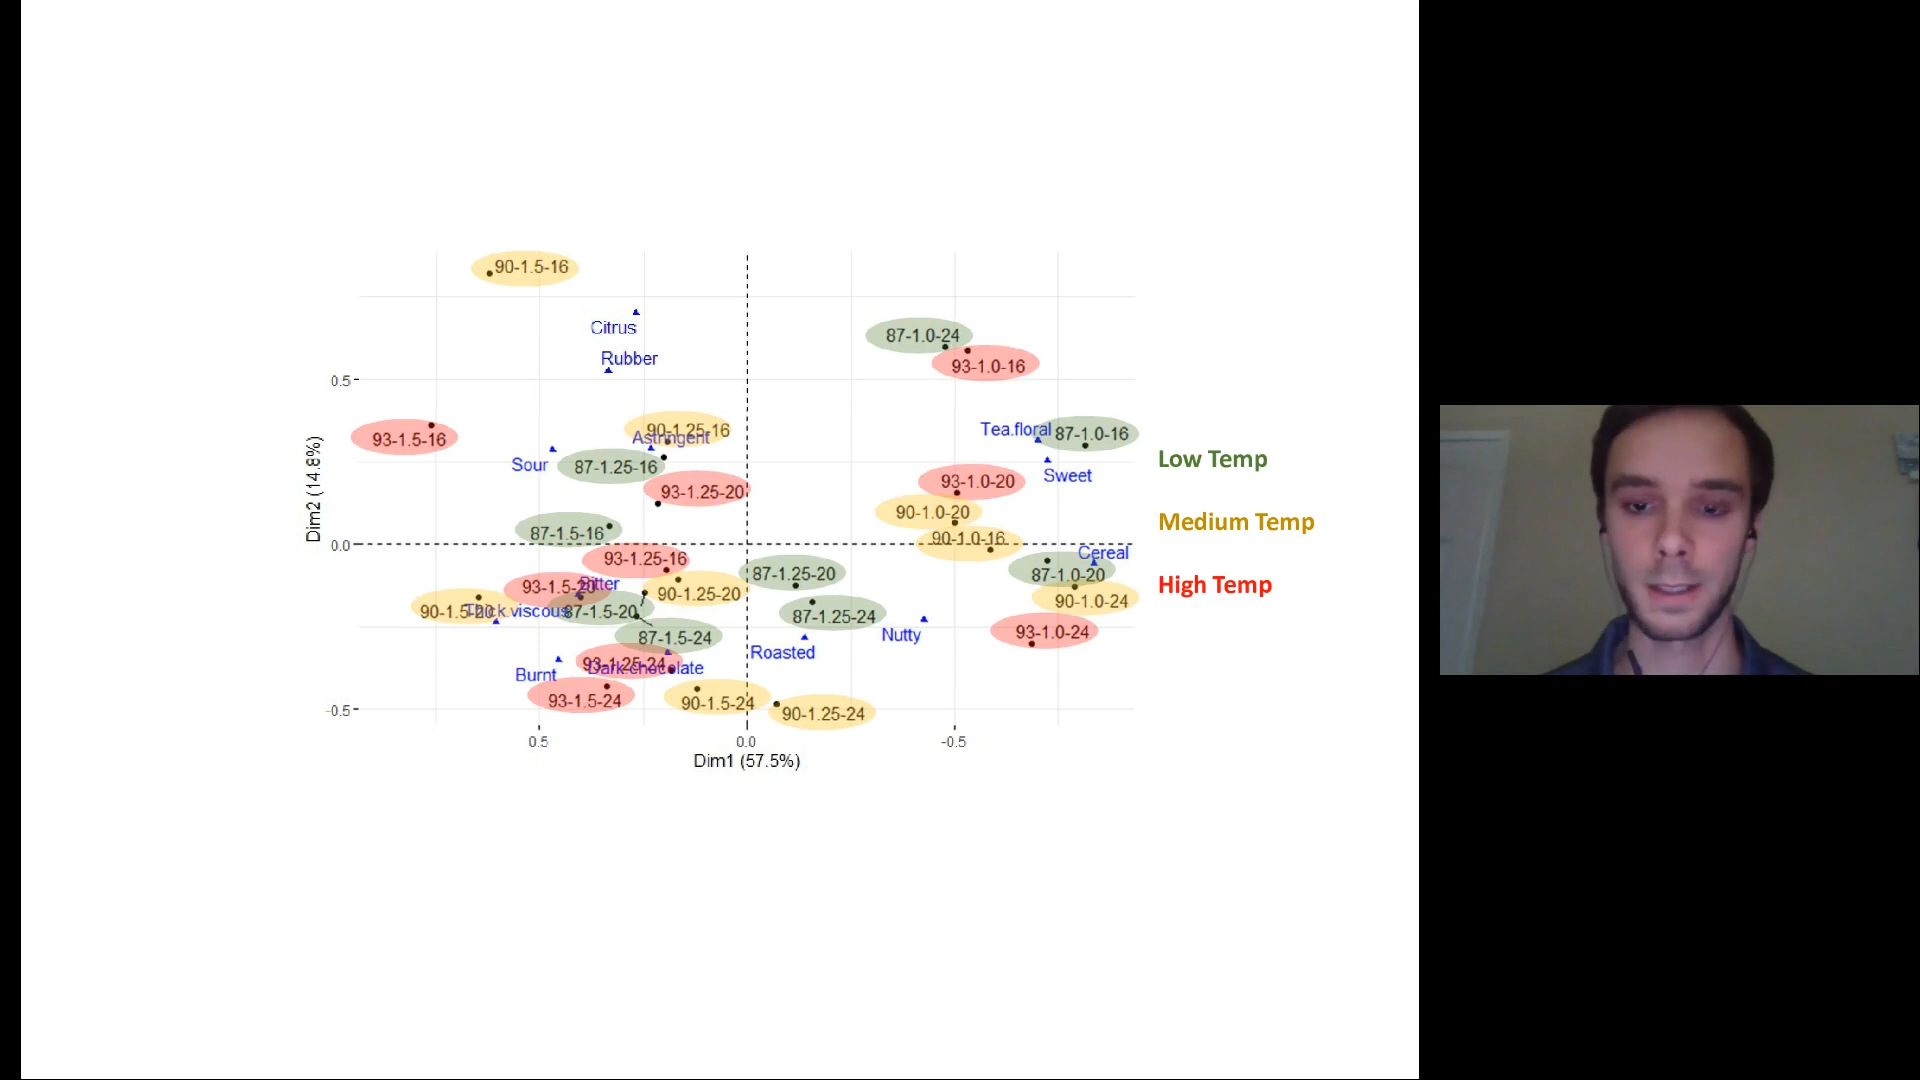 90-1.5-16
Citrus
87-1.0-24
Rubber
93-1.0-16
0.5
90-1.25-16
93-1.5-16
Astringent
Tea.floral
87-1.0-16
Sour
87-1.25-16
Sweet
Low Temp
93-1.0-20
93-1.25-20
90-1.0-20
Medium Temp
87-1.5-16
90-1.0-16
0.0
Cereal
93-1.25-16
87-1.25-20
87-1.0-20
93-1.5-20
Bitter
High Temp
90-1.25-20
90-1.0-24
90-1.5-20
Thick.viscous
87-1.5-20
87-1.25-24
93-1.0-24
87-1.5-24
Nutty
Roasted
93-1.25-24
Dark.chocolate
Burnt
93-1.5-24
90-1.5-24
90-1.25-24
-0.5
0.5
0.0
-0.5
Dim1 (57.5%)
Dim2 (14.8%)